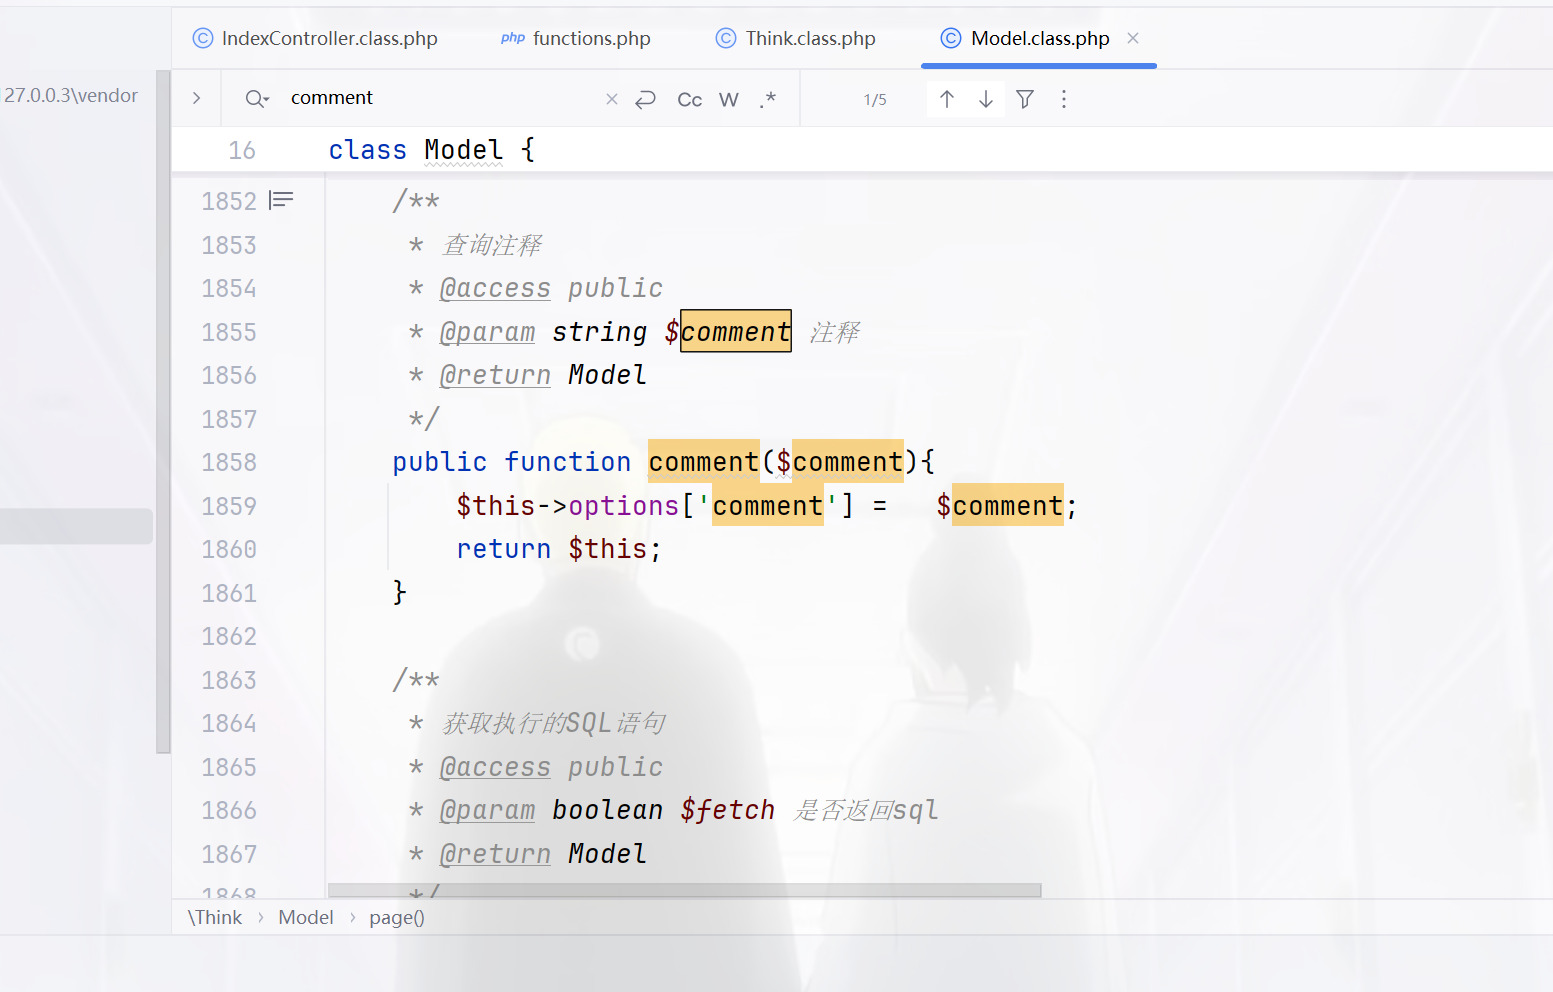 IndexController.class.php
php functions.php
Think.class.php
Model.class.php
27.0.0.3\vendor
comment
Cc W .*
1/5
16 class Model {
1852 /**
1853 * 查询注释
1854 * @access public
1855 * @param string $comment 注释
1856 * @return Model
1857 */
1858 public function comment($comment){
1859 $this->options['comment'] =   $comment;
1860 return $this;
1861 }
1862
1863 /**
1864 * 获取执行的SQL语句
1865 * @access public
1866 * @param boolean $fetch 是否返回sql
1867 * @return Model
1868 */
\Think › Model › page()